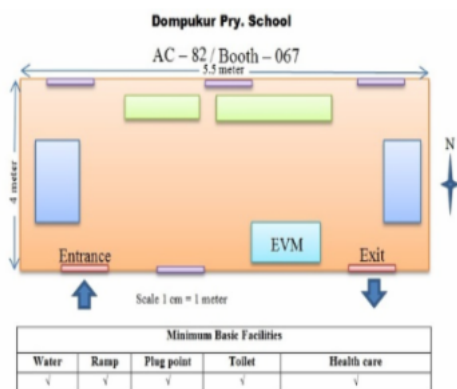 Dompukur Pry. School
AC – 82 / Booth – 067
5.5 meter
4 meter
N
EVM
Entrance
Exit
Scale 1 cm = 1 meter
Minimum Basic Facilities
Water Ramp Plug point Toilet Health care
√ √ √ √ √